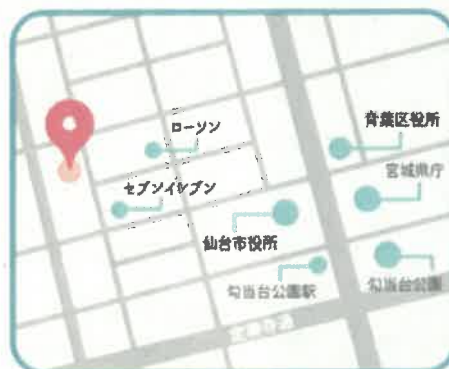 ローソン
青葉区役所
宮城県庁
セブンイレブン
仙台市役所
勾当台公園駅
勾当台公園